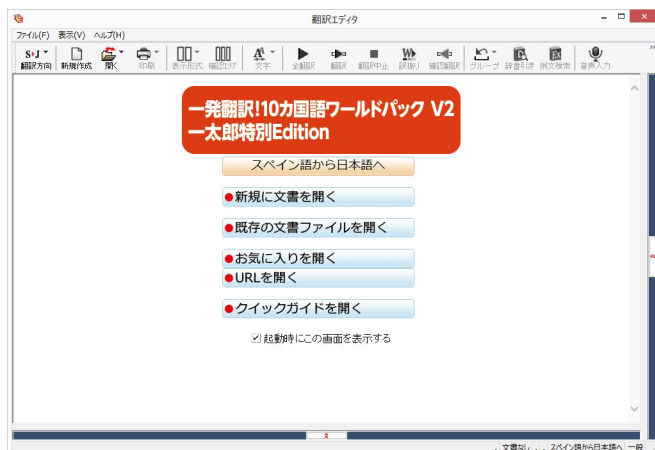 翻訳エディタ
ファイル(F) 表示(V) ヘルプ(H)
S›J
翻訳方向 新規作成 開く 印刷 表示形式 確認エリア 文字 全翻訳 翻訳 翻訳中止 訳振り 確認翻訳 グループ 辞書引き 例文検索 音声入力
一発翻訳!10カ国語ワールドパック V2
一太郎特別Edition
スペイン語から日本語へ
●新規に文書を開く
●既存の文書ファイルを開く
●お気に入りを開く
●URLを開く
●クイックガイドを開く
起動時にこの画面を表示する
文書なし スペイン語から日本語へ 一般